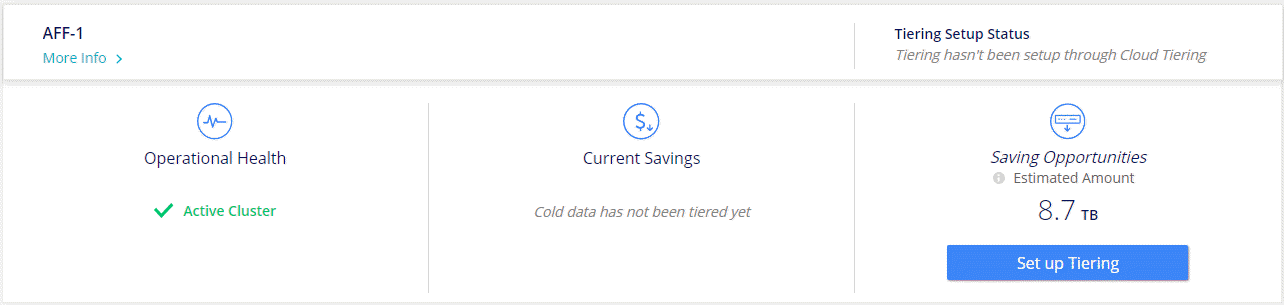 AFF-1
More Info >
Tiering Setup Status
Tiering hasn't been setup through Cloud Tiering
Operational Health
Active Cluster
Current Savings
Cold data has not been tiered yet
Saving Opportunities
Estimated Amount
8.7 TB
Set up Tiering